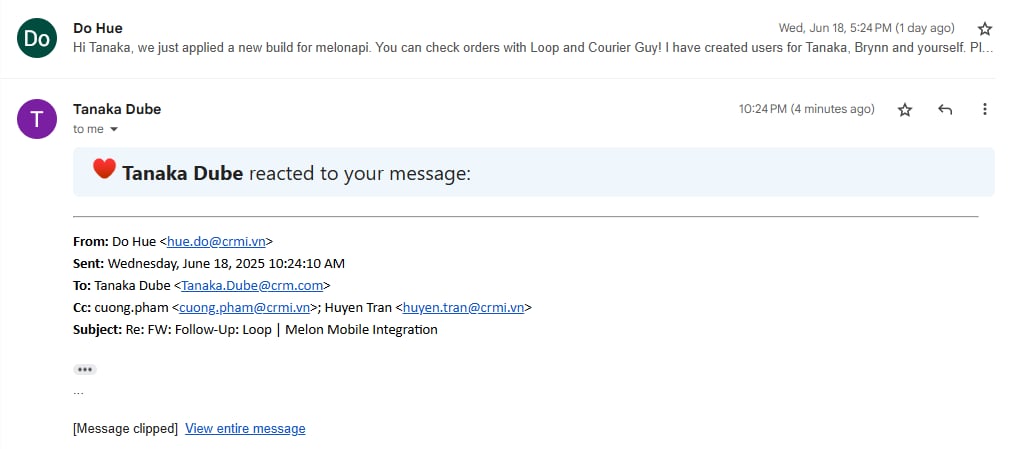 Do
Do Hue
Wed, Jun 18, 5:24 PM (1 day ago)
Hi Tanaka, we just applied a new build for melonapi. You can check orders with Loop and Courier Guy! I have created users for Tanaka, Brynn and yourself. Pl...
T
Tanaka Dube
10:24 PM (4 minutes ago)
to me
Tanaka Dube reacted to your message:
From: Do Hue <hue.do@crmi.vn>
Sent: Wednesday, June 18, 2025 10:24:10 AM
To: Tanaka Dube <Tanaka.Dube@crm.com>
Cc: cuong.pham <cuong.pham@crmi.vn>; Huyen Tran <huyen.tran@crmi.vn>
Subject: Re: FW: Follow-Up: Loop | Melon Mobile Integration
...
[Message clipped] View entire message